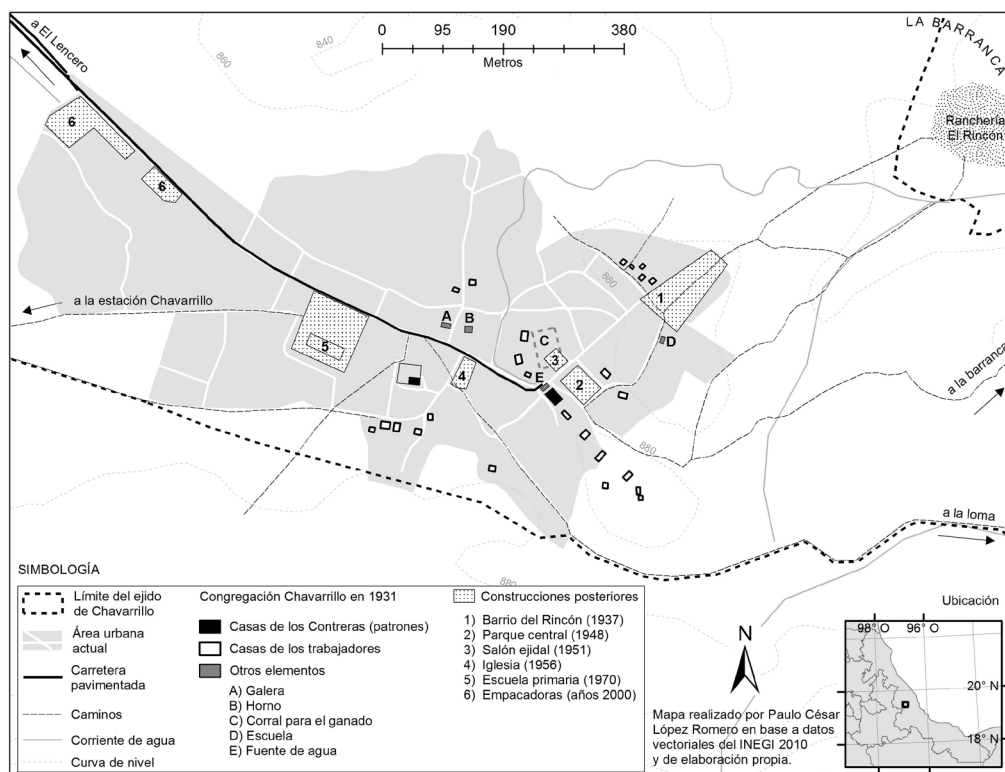 a El Lencero
860
840
0 95 190 380
Metros
LA BARRANCA
Ranchería
El Rincón
6
6
a la estación Chavarrillo
880
1
A B
C
D
3
5
4
E
2
a la barranca
880
a la loma
880
SIMBOLOGÍA
Límite del ejido
de Chavarrillo
Área urbana
actual
Carretera
pavimentada
Caminos
Corriente de agua
Curva de nivel
Congregación Chavarrillo en 1931
Casas de los Contreras (patrones)
Casas de los trabajadores
Otros elementos
A) Galera
B) Horno
C) Corral para el ganado
D) Escuela
E) Fuente de agua
Construcciones posteriores
1) Barrio del Rincón (1937)
2) Parque central (1948)
3) Salón ejidal (1951)
4) Iglesia (1956)
5) Escuela primaria (1970)
6) Empacadoras (años 2000)
N
Mapa realizado por Paulo César
López Romero en base a datos
vectoriales del INEGI 2010
y de elaboración propia.
Ubicación
98° O 96° O
20° N
18° N